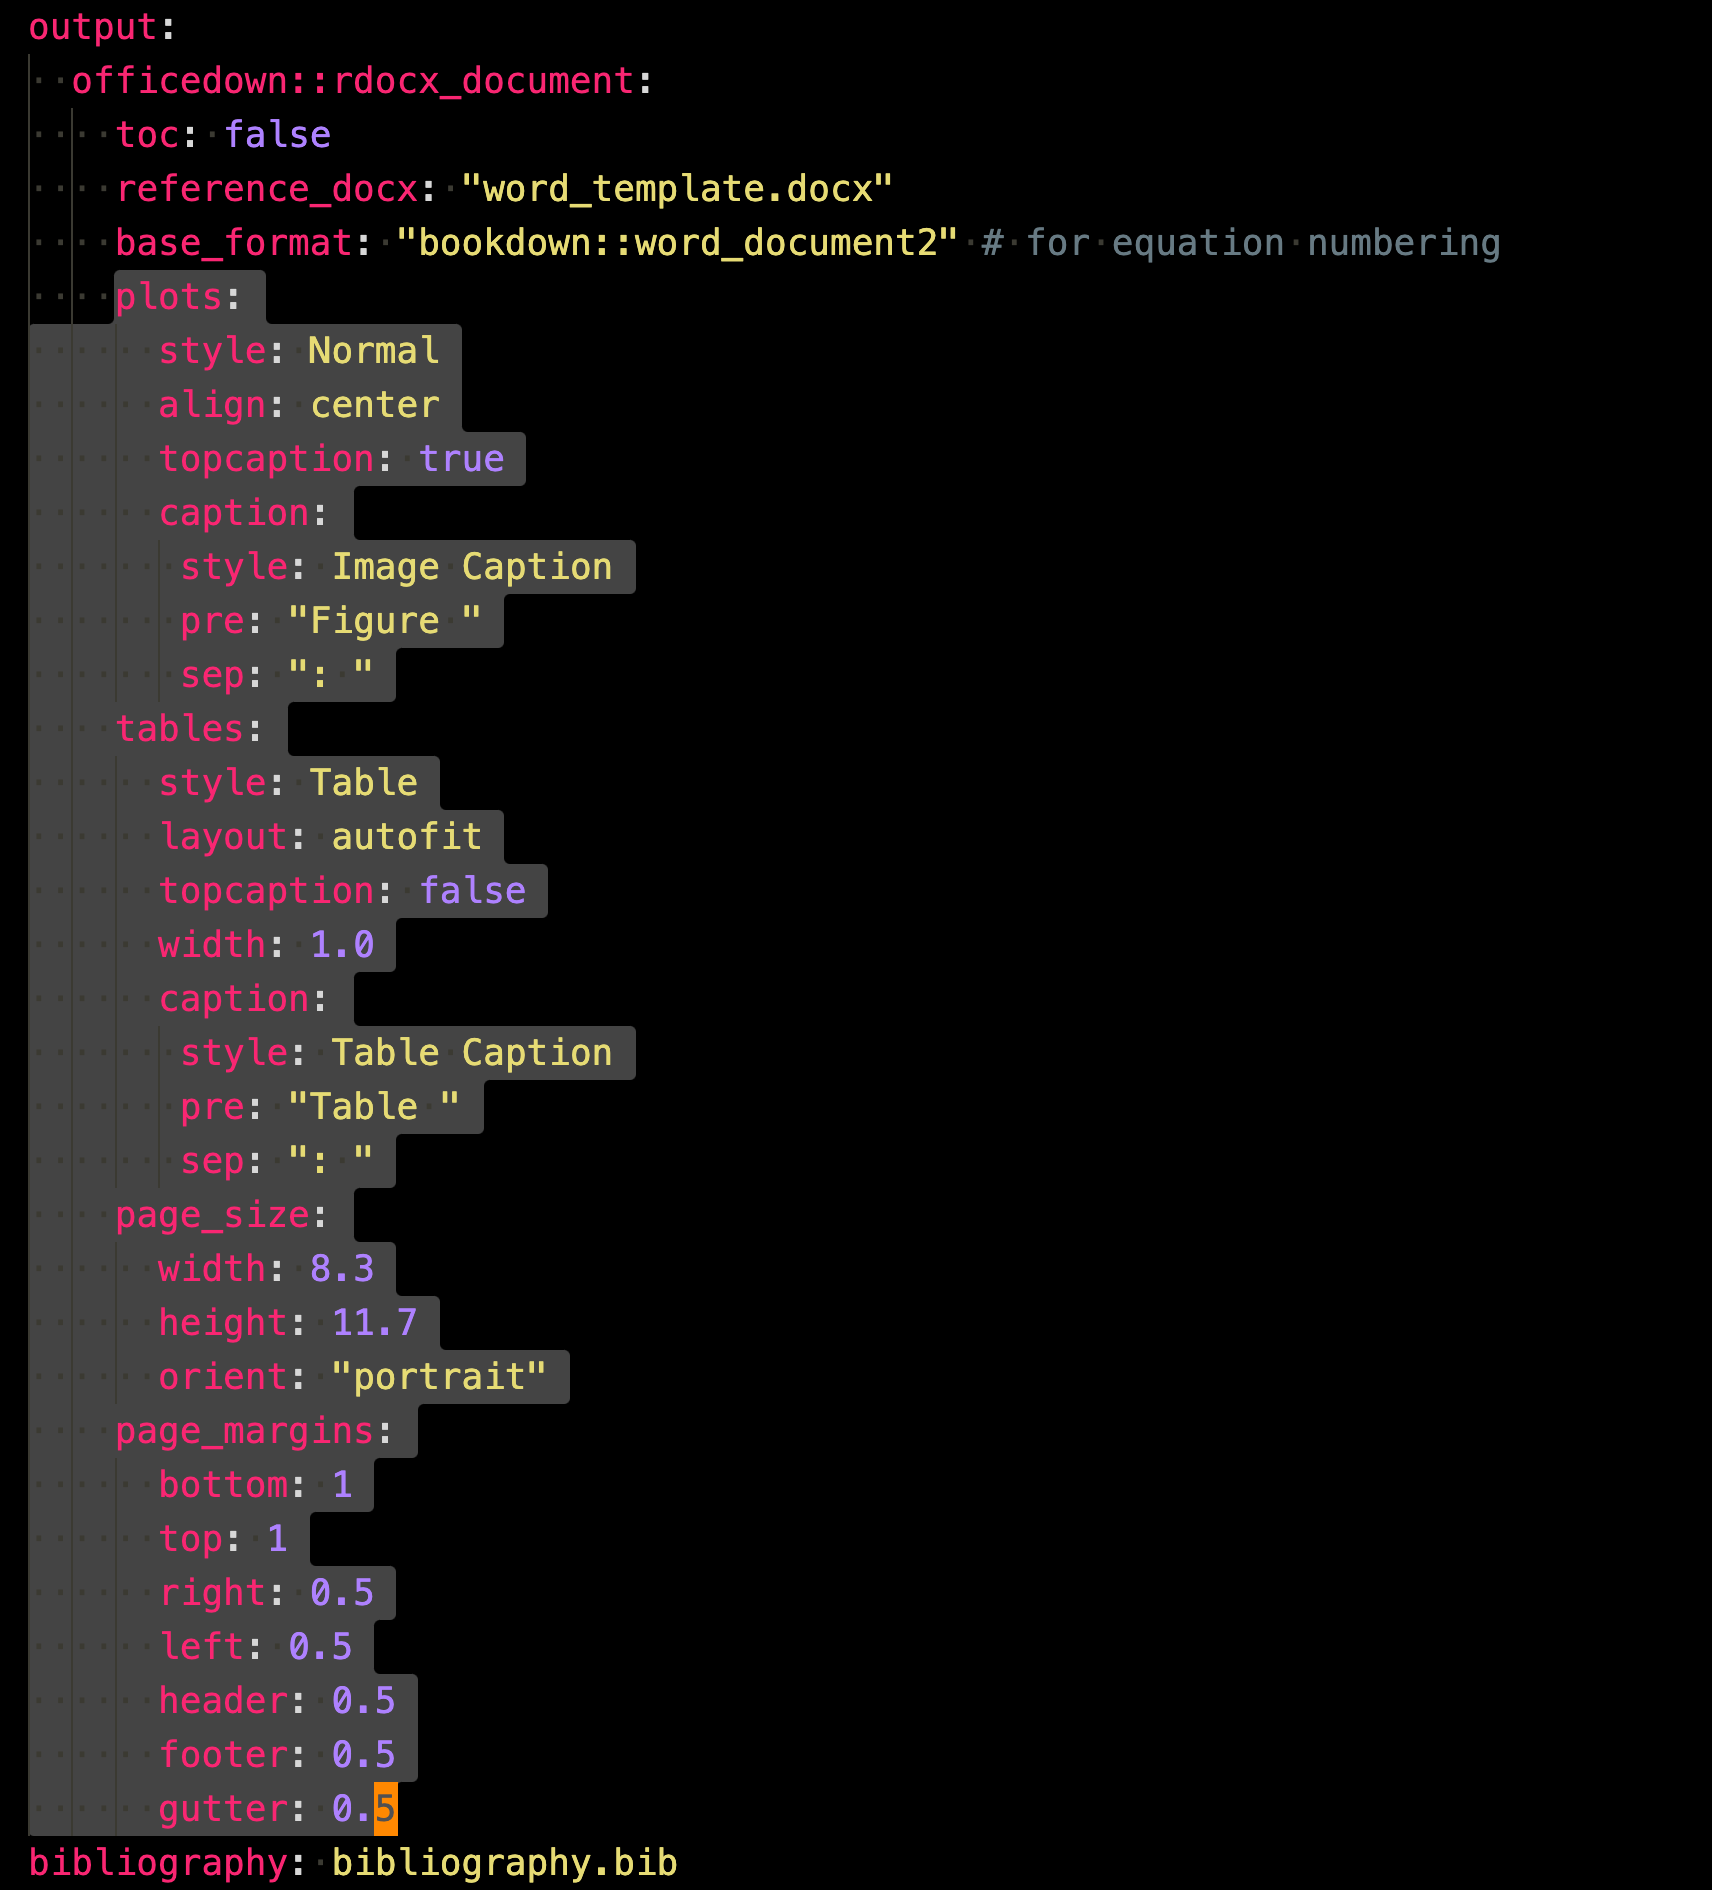 output:
  officedown::rdocx_document:
    toc: false
    reference_docx: "word_template.docx"
    base_format: "bookdown::word_document2" # for equation numbering
    plots:
      style: Normal
      align: center
      topcaption: true
      caption:
       style: Image Caption
       pre: "Figure "
       sep: ": "
    tables:
      style: Table
      layout: autofit
      topcaption: false
      width: 1.0
      caption:
       style: Table Caption
       pre: "Table "
       sep: ": "
    page_size:
      width: 8.3
      height: 11.7
      orient: "portrait"
    page_margins:
      bottom: 1
      top: 1
      right: 0.5
      left: 0.5
      header: 0.5
      footer: 0.5
      gutter: 0.5
bibliography: bibliography.bib